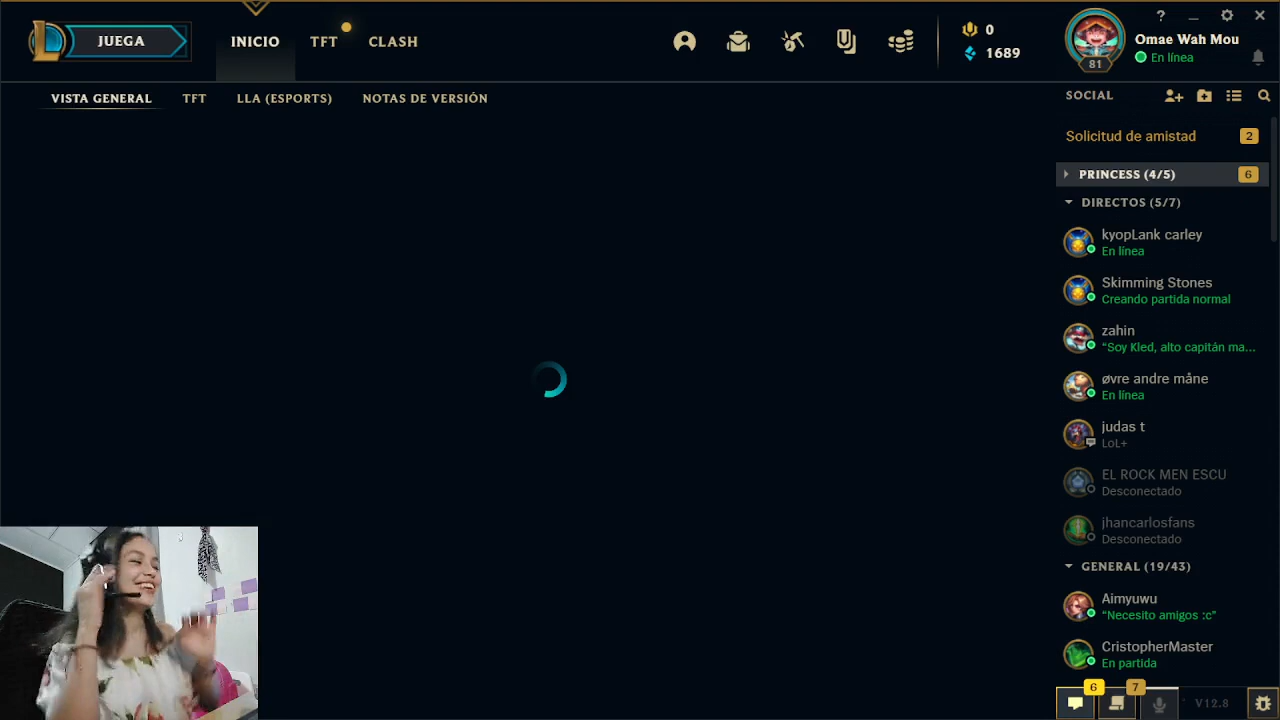 JUEGA
INICIO
TFT
CLASH
0
1689
?
Omae Wah Mou
En línea
81
VISTA GENERAL
TFT
LLA (ESPORTS)
NOTAS DE VERSIÓN
SOCIAL
Solicitud de amistad
2
PRINCESS (4/5)
6
DIRECTOS (5/7)
kyopLank carley
En línea
Skimming Stones
Creando partida normal
zahin
“Soy Kled, alto capitán ma...
øvre andre måne
En línea
judas t
LoL+
EL ROCK MEN ESCU
Desconectado
jhancarlosfans
Desconectado
GENERAL (19/43)
Aimyuwu
“Necesito amigos :c”
CristopherMaster
En partida
6
7
V12.8